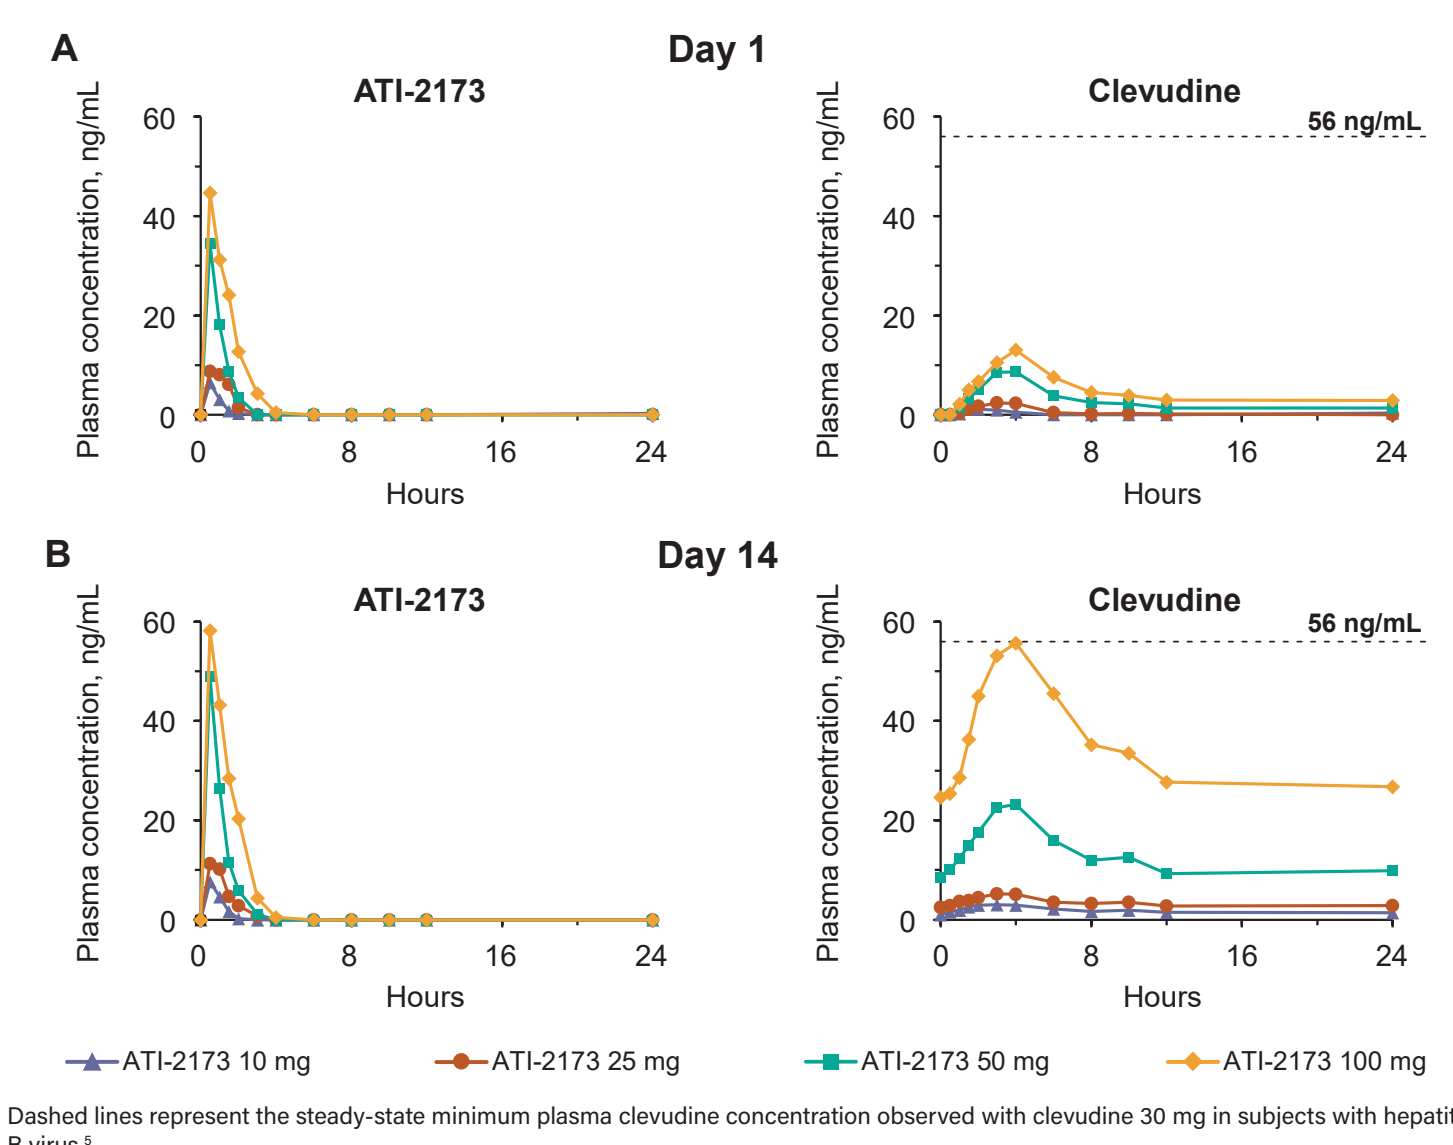 A
Day 1
ATI-2173
Plasma concentration, ng/mL
60
40
20
0
0 8 16 24
Hours
Clevudine
56 ng/mL
Plasma concentration, ng/mL
60
40
20
0
0 8 16 24
Hours
B
Day 14
ATI-2173
Plasma concentration, ng/mL
60
40
20
0
0 8 16 24
Hours
Clevudine
56 ng/mL
Plasma concentration, ng/mL
60
40
20
0
0 8 16 24
Hours
ATI-2173 10 mg ATI-2173 25 mg ATI-2173 50 mg ATI-2173 100 mg
Dashed lines represent the steady-state minimum plasma clevudine concentration observed with clevudine 30 mg in subjects with hepatit
B virus.5